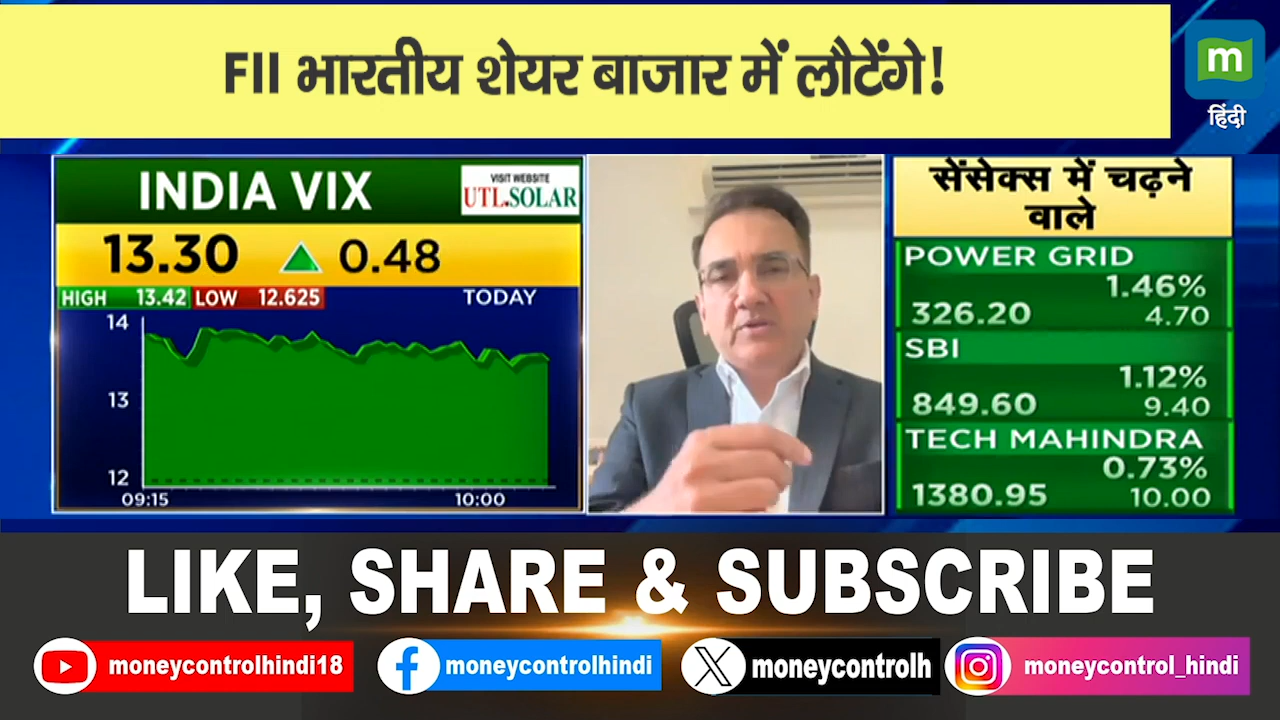 FII भारतीय शेयर बाजार में लौटेंगे!
m
हिंदी
INDIA VIX
VISIT WEBSITE
UTL.SOLAR
13.30 ▲ 0.48
HIGH 13.42 LOW 12.625 TODAY
14
13
12
09:15 10:00
सेंसेक्स में चढ़ने
वाले
POWER GRID
1.46%
326.20 4.70
SBI
1.12%
849.60 9.40
TECH MAHINDRA
0.73%
1380.95 10.00
LIKE, SHARE & SUBSCRIBE
moneycontrolhindi18 moneycontrolhindi moneycontrolh moneycontrol_hindi